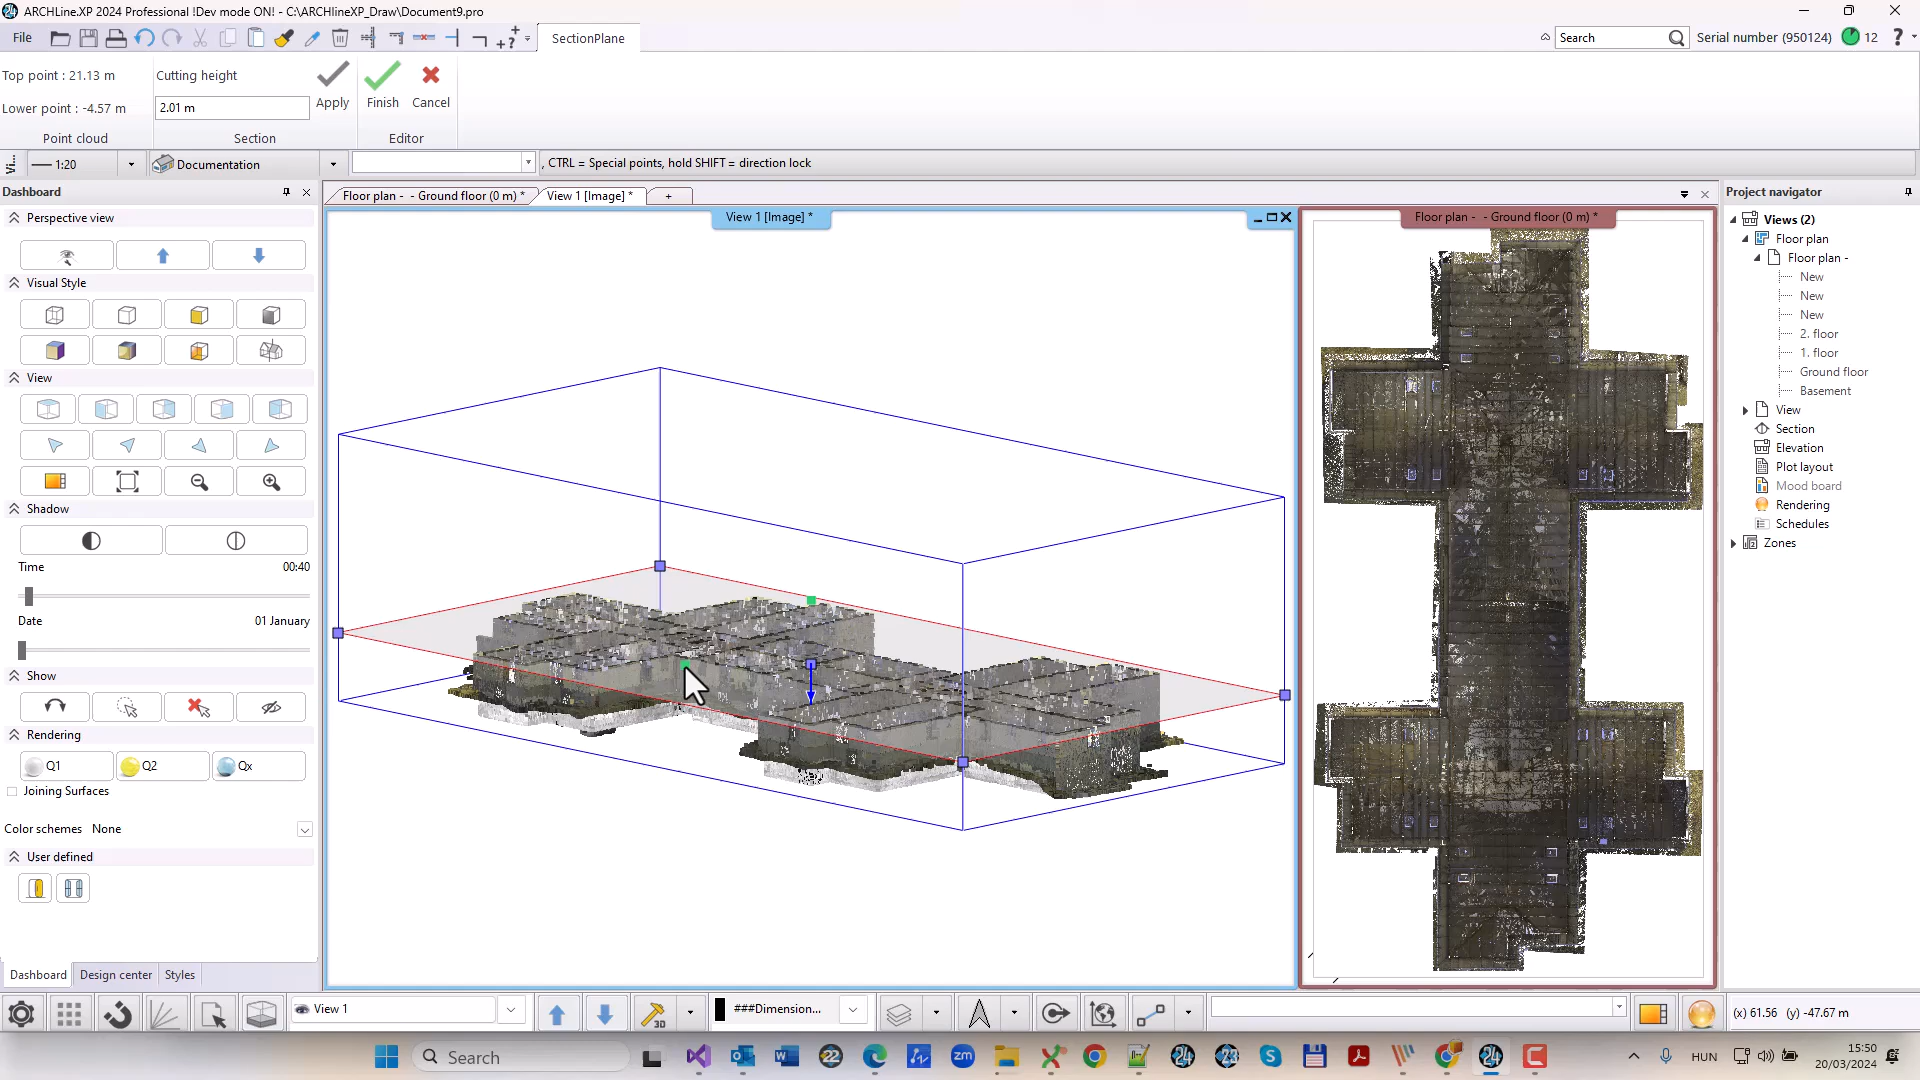 ARCHLine.XP 2024 Professional !Dev mode ON! - C:\ARCHlineXP_Draw\Document9.pro
File
SectionPlane
Search
Serial number (950124)
12
?
Top point : 21.13 m
Cutting height
Lower point : -4.57 m
2.01 m
Apply
Finish
Cancel
Point cloud
Section
Editor
1:20
Documentation
, CTRL = Special points, hold SHIFT = direction lock
Dashboard
Floor plan - - Ground floor (0 m) *
View 1 [Image] *
+
Project navigator
Perspective view
View 1 [Image] *
Floor plan - - Ground floor (0 m) *
Views (2)
Floor plan
Floor plan -
New
New
New
2. floor
1. floor
Ground floor
Basement
View
Section
Elevation
Plot layout
Mood board
Rendering
Schedules
Zones
Visual Style
View
Shadow
Time
00:40
Date
01 January
Show
Rendering
Q1
Q2
Qx
Joining Surfaces
Color schemes
None
User defined
Dashboard
Design center
Styles
View 1
3D
###Dimension...
(x) 61.56 (y) -47.67 m
Search
22
zm
24
23
24
HUN
15:50
20/03/2024